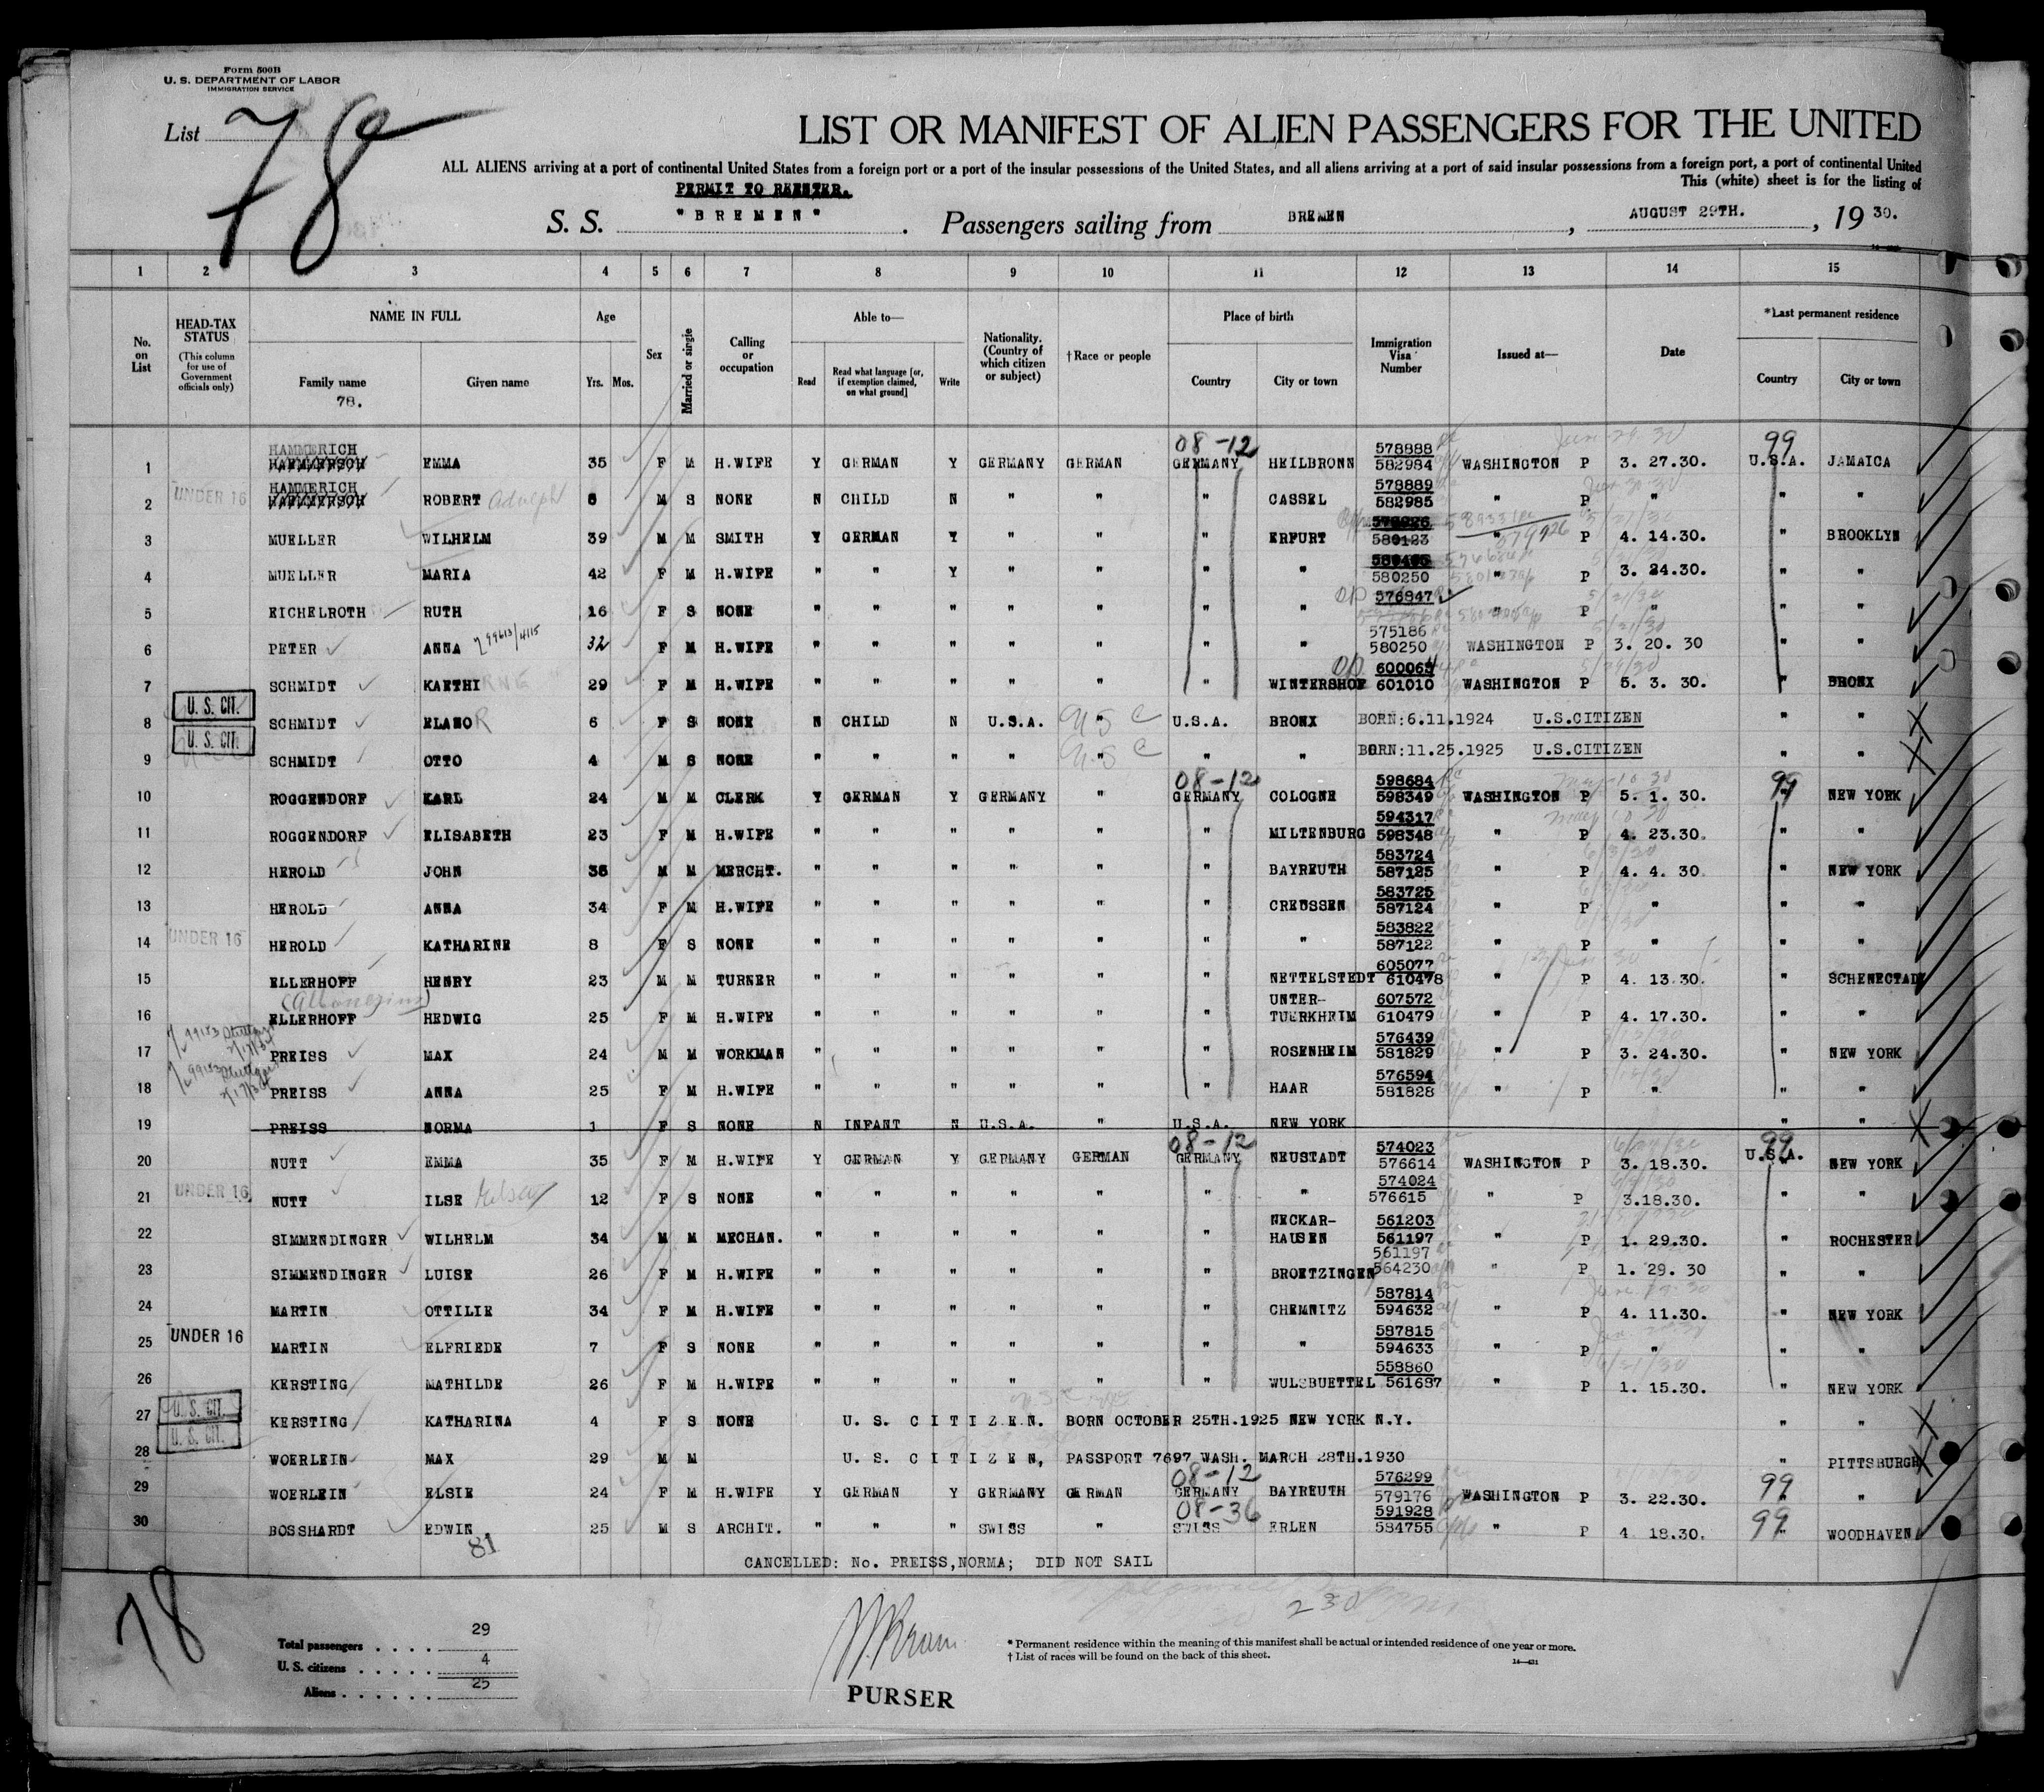 Form 500B
U. S. DEPARTMENT OF LABOR
IMMIGRATION SERVICE
List 78
LIST OR MANIFEST OF ALIEN PASSENGERS FOR THE UNITED
ALL ALIENS arriving at a port of continental United States from a foreign port or a port of the insular possessions of the United States, and all aliens arriving at a port of said insular possessions from a foreign port, a port of continental United
This (white) sheet is for the listing of
PERMIT TO REENTER.
S. S. "BREMEN". Passengers sailing from BREMEN, AUGUST 29TH., 19 30.
1 2 3 4 5 6 7 8 9 10 11 12 13 14 15
No. on List
HEAD-TAX STATUS (This column for use of Government officials only)
NAME IN FULL Family name Given name
78.
Age Yrs. Mos.
Sex
Married or single
Calling or occupation
Able to— Read Read what language [or, if exemption claimed, on what ground] Write
Nationality. (Country of which citizen or subject)
†Race or people
Place of birth Country City or town
Immigration Visa Number
Issued at—
Date
*Last permanent residence Country City or town
HAMMERICH 08-12 578888 99
1 EMMA 35 F M H.WIFE Y GERMAN Y GERMANY GERMAN GERMANY HEILBRONN 582984 WASHINGTON P 3. 27.30. U.S.A. JAMAICA
HAMMERICH 578889
2 UNDER 16 ROBERT Adolph M S NONE N CHILD N " " " CASSEL 582985 " P " " "
3 MUELLER WILHELM 39 M M SMITH Y GERMAN Y " " " ERFURT 580123 " P 4. 14.30. BROOKLYN
4 MUELLER MARIA 42 F M H.WIFE " " Y " " " " 580250 " P 3. 24.30. " "
576847
5 EICHELROTH RUTH 16 F S NONE " " " " " " " " P " " "
575186
6 PETER ANNA 99613/4115 32 F M H.WIFE " " " " " " " 580250 WASHINGTON P 3. 20. 30 " "
7 SCHMIDT KAETHI 29 F M H.WIFE " " " " " " WINTERSHOF 601010 WASHINGTON P 5. 3. 30. " BRONX
8 U. S. CIT. SCHMIDT ELANOR 6 F S NONE N CHILD N U.S.A. " U.S.A. BRONX BORN:6.11.1924 U.S.CITIZEN " "
9 U. S. CIT. SCHMIDT OTTO 4 M S NONE " " " " " " " BORN:11.25.1925 U.S.CITIZEN " "
08-12 598684 99
10 ROGGENDORF KARL 24 M M CLERK Y GERMAN Y GERMANY " GERMANY COLOGNE 598349 WASHINGTON P 5. 1. 30. " NEW YORK
594317
11 ROGGENDORF ELISABETH 23 F M H.WIFE " " " " " " MILTENBURG 598348 " P 4. 23.30. " "
583724
12 HEROLD JOHN M M MERCHT. " " " " " " BAYREUTH 587125 " P 4. 4. 30. " NEW YORK
583725
13 HEROLD ANNA 34 F M H.WIFE " " " " " " CREUSSEN 587124 " P " " "
583822
14 UNDER 16 HEROLD KATHARINE 8 F S NONE " " " " " " " 587122 " P " " "
605077
15 ELLERHOFF HENRY 23 M M TURNER " " " " " " NETTELSTEDT 610478 " P 4. 13.30. " SCHENECTADY
UNTER- 607572
16 ELLERHOFF HEDWIG 25 F M H.WIFE " " " " " " TUERKHEIM 610479 " P 4. 17.30. " "
576439
17 PREISS MAX 24 M M WORKMAN " " " " " " ROSENHEIM 581829 " P 3. 24.30. " NEW YORK
576594
18 PREISS ANNA 25 F M H.WIFE " " " " " " HAAR 581828 " P " " "
19 PREISS NORMA 1 F S NONE N INFANT N U.S.A. " U.S.A. NEW YORK " "
08-12 574023 99
20 NUTT EMMA 35 F M H.WIFE Y GERMAN Y GERMANY GERMAN GERMANY NEUSTADT 576614 WASHINGTON P 3. 18.30. U.S.A. NEW YORK
574024
21 UNDER 16 NUTT ILSE 12 F S NONE " " " " " " " 576615 " P 3.18.30. " "
NECKAR- 561203
22 SIMMENDINGER WILHELM 34 M M MECHAN. " " " " " " HAUSEN 561197 " P 1. 29.30. " ROCHESTER
561197
23 SIMMENDINGER LUISE 26 F M H.WIFE " " " " " " BROETZINGEN 564230 " P 1. 29. 30 " "
587814
24 MARTIN OTTILIE 34 F M H.WIFE " " " " " " CHEMNITZ 594632 " P 4. 11.30. " NEW YORK
587815
25 UNDER 16 MARTIN ELFRIEDE 7 F S NONE " " " " " " " 594633 " P " " "
558860
26 KERSTING MATHILDE 26 F M H.WIFE " " " " " " WULSBUETTEL 561687 " P 1. 15.30. " NEW YORK
27 U. S. CIT. KERSTING KATHARINA 4 F S NONE U. S. CITIZEN. BORN OCTOBER 25TH.1925 NEW YORK N.Y. " "
28 U. S. CIT. WOERLEIN MAX 29 M M U. S. CITIZEN, PASSPORT 7697 WASH. MARCH 28TH.1930 " PITTSBURGH
08-12 576299 99
29 WOERLEIN ELSIE 24 F M H.WIFE Y GERMAN Y GERMANY GERMAN GERMANY BAYREUTH 579176 WASHINGTON P 3. 22.30. " "
08-36 591928 99
30 BOSSHARDT EDWIN 25 M S ARCHIT. " " " SWISS " SWISS ERLEN 584755 " P 4 18.30. " WOODHAVEN
81
CANCELLED: No. PREISS,NORMA; DID NOT SAIL
78
230
Total passengers . . . . 29
U. S. citizens . . . . . 4
Aliens . . . . . . 25
PURSER
* Permanent residence within the meaning of this manifest shall be actual or intended residence of one year or more.
† List of races will be found on the back of this sheet.